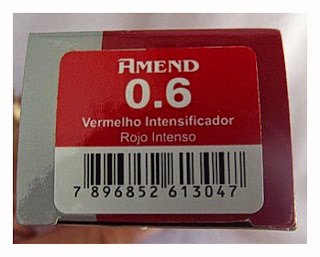 AMEND
0.6
Vermelho Intensificador
Rojo Intenso
7 896852 613047